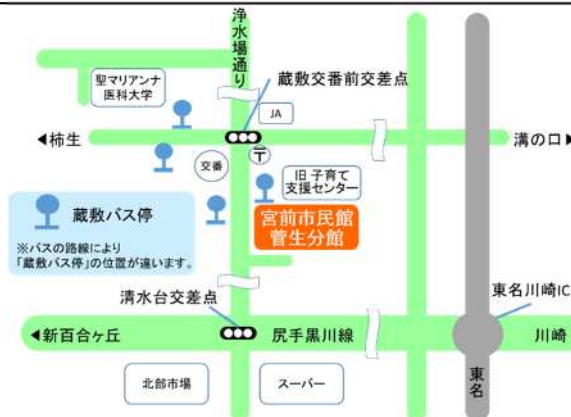 浄水場通り
聖マリアンナ
医科大学
蔵敷交番前交差点
JA
◀柿生
溝の口▶
交番
〒
旧 子育て
支援センター
蔵敷バス停
※バスの路線により
「蔵敷バス停」の位置が違います。
宮前市民館
菅生分館
清水台交差点
東名川崎IC
◀新百合ヶ丘
尻手黒川線
川崎
北部市場
スーパー
東名